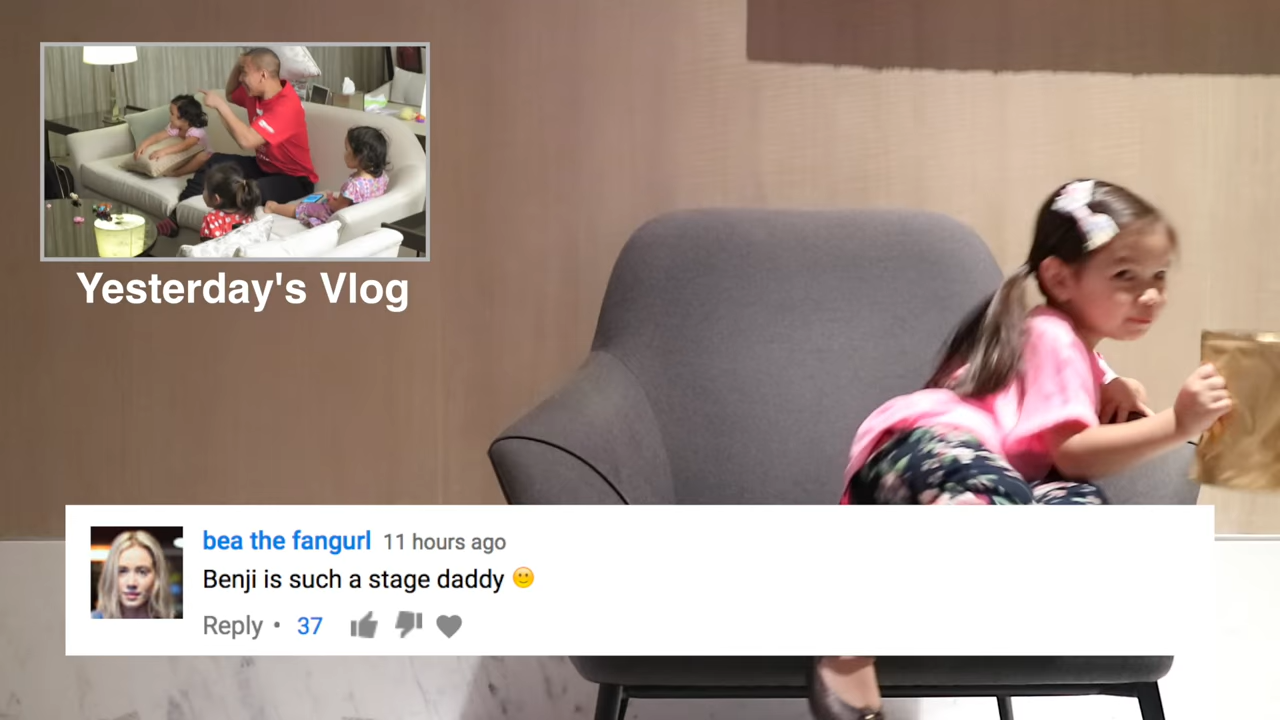 Yesterday's Vlog
bea the fangurl 11 hours ago
Benji is such a stage daddy 🙂
Reply • 37